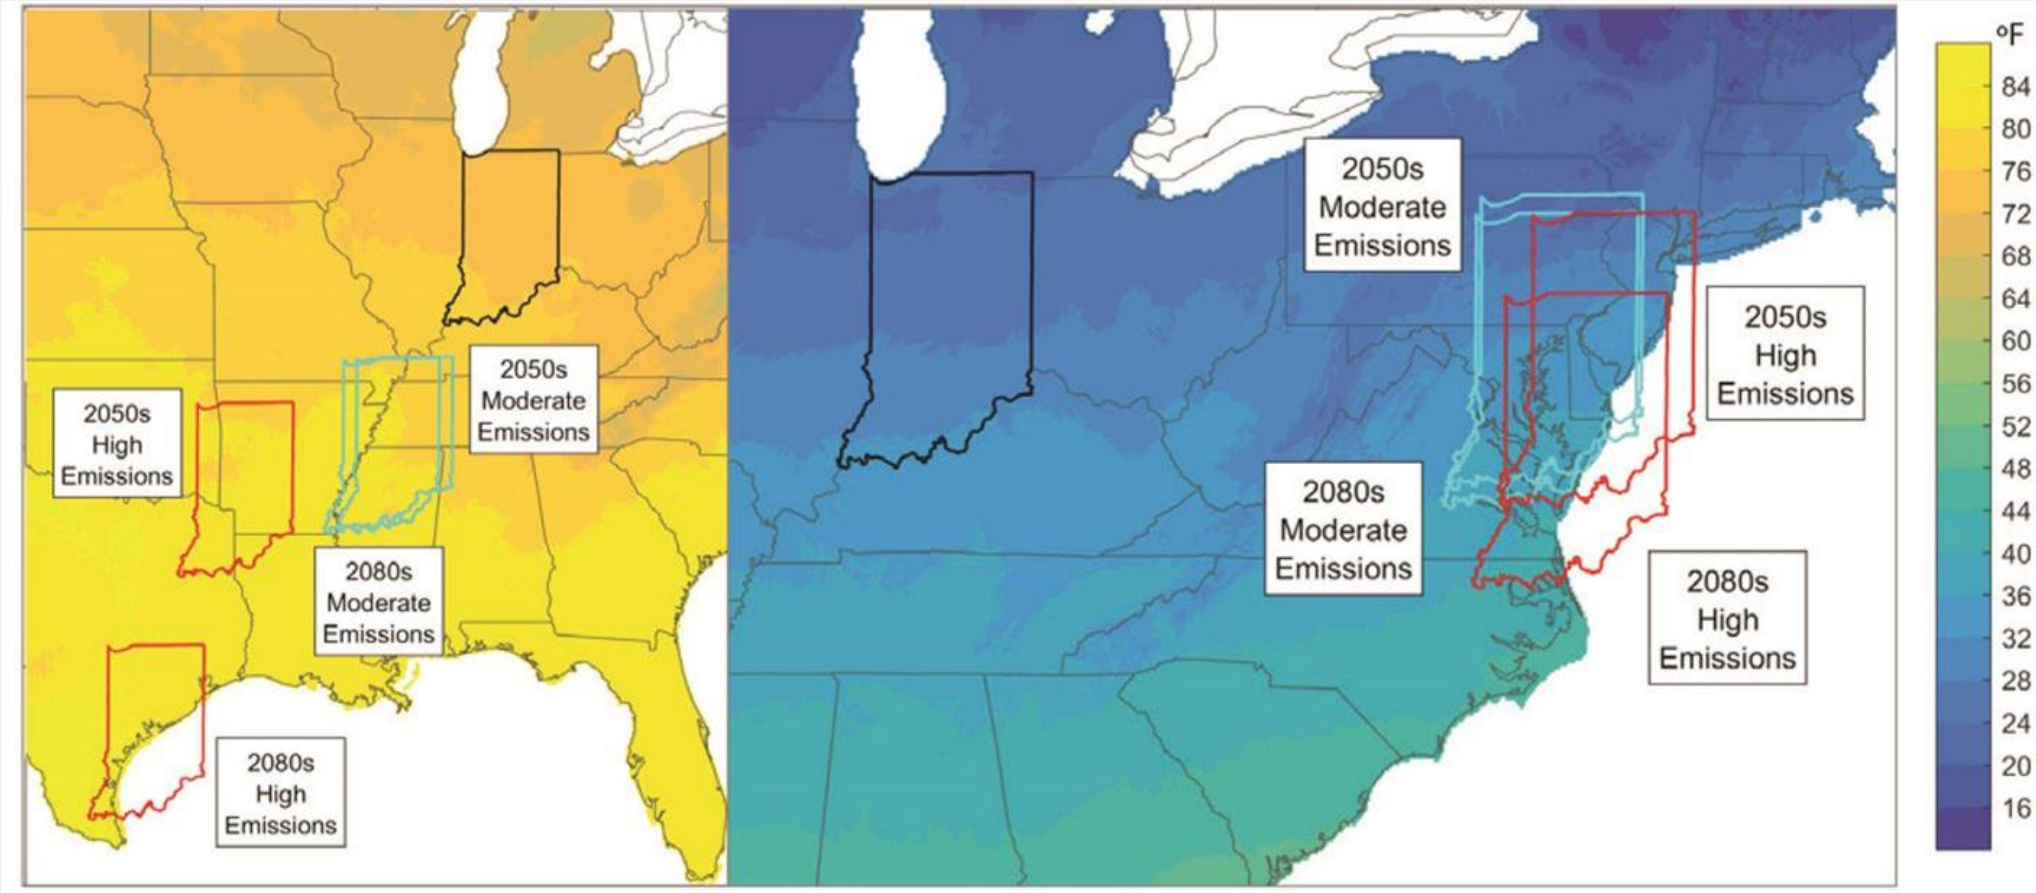 2050s
High
Emissions
2050s
Moderate
Emissions
2080s
Moderate
Emissions
2080s
High
Emissions
2050s
Moderate
Emissions
2050s
High
Emissions
2080s
Moderate
Emissions
2080s
High
Emissions
ºF
84
80
76
72
68
64
60
56
52
48
44
40
36
32
28
24
20
16